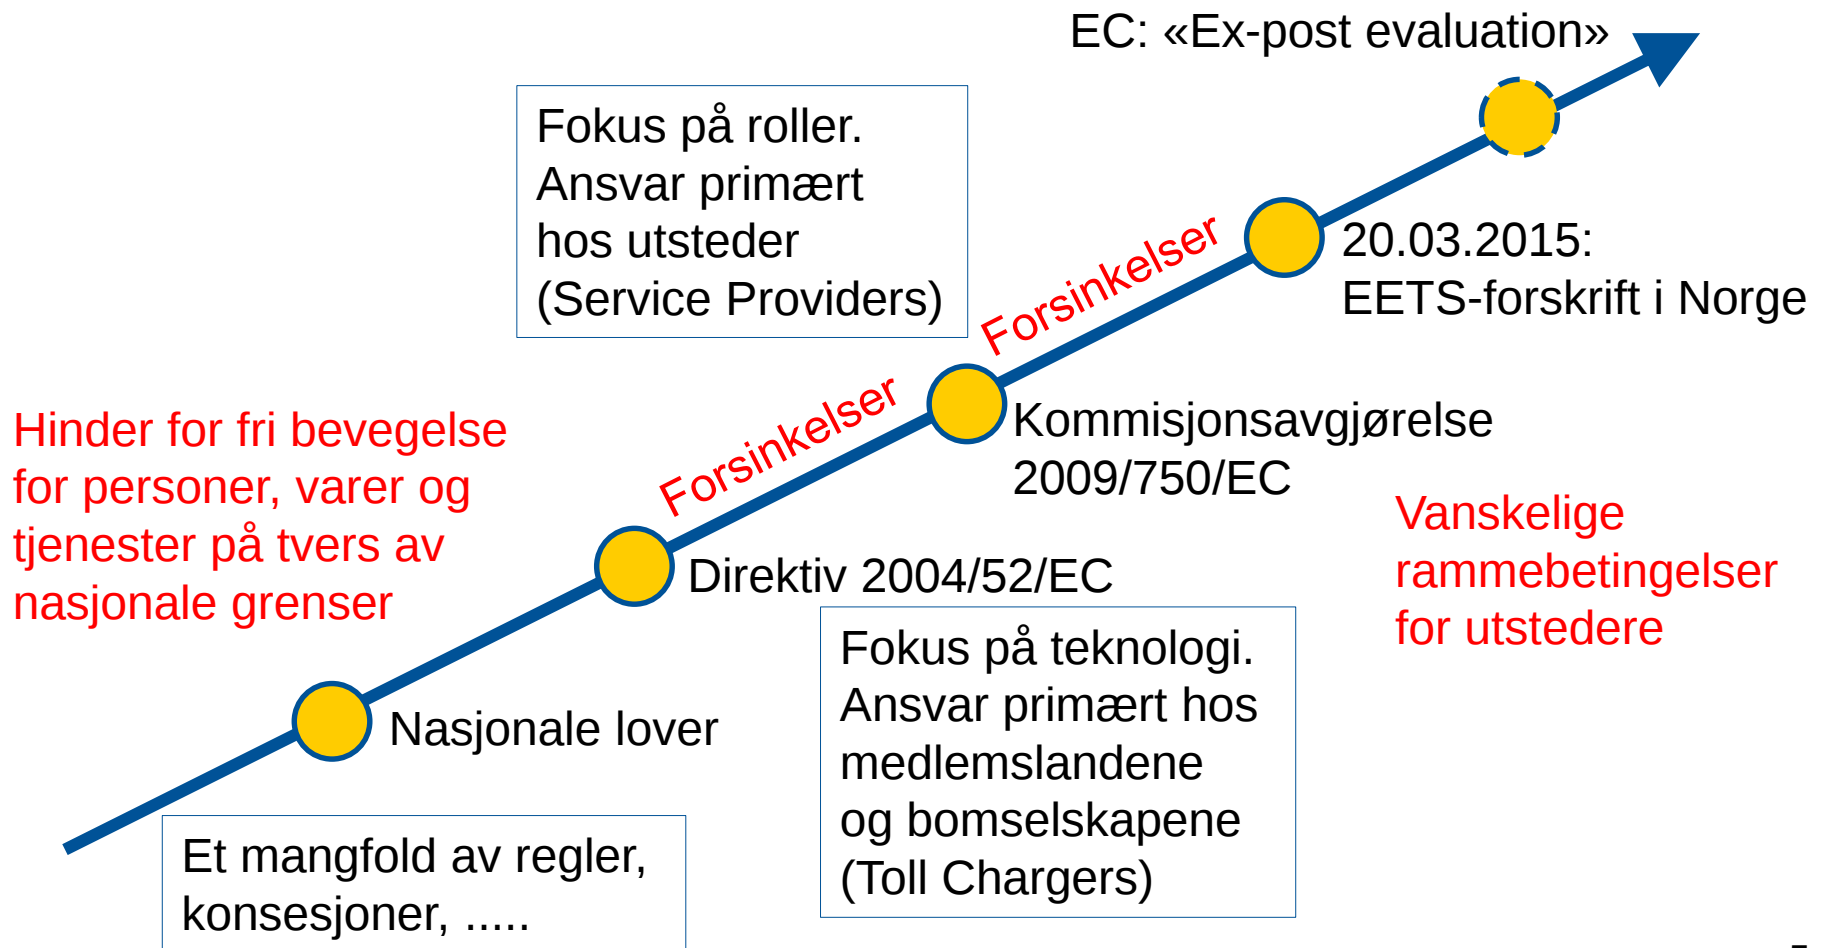 EC: «Ex-post evaluation»
Fokus på roller.
Ansvar primært
hos utsteder
(Service Providers)
Forsinkelser
20.03.2015:
EETS-forskrift i Norge
Hinder for fri bevegelse
for personer, varer og
tjenester på tvers av
nasjonale grenser
Forsinkelser
Kommisjonsavgjørelse
2009/750/EC
Vanskelige
rammebetingelser
for utstedere
Direktiv 2004/52/EC
Fokus på teknologi.
Ansvar primært hos
medlemslandene
og bomselskapene
(Toll Chargers)
Nasjonale lover
Et mangfold av regler,
konsesjoner, .....